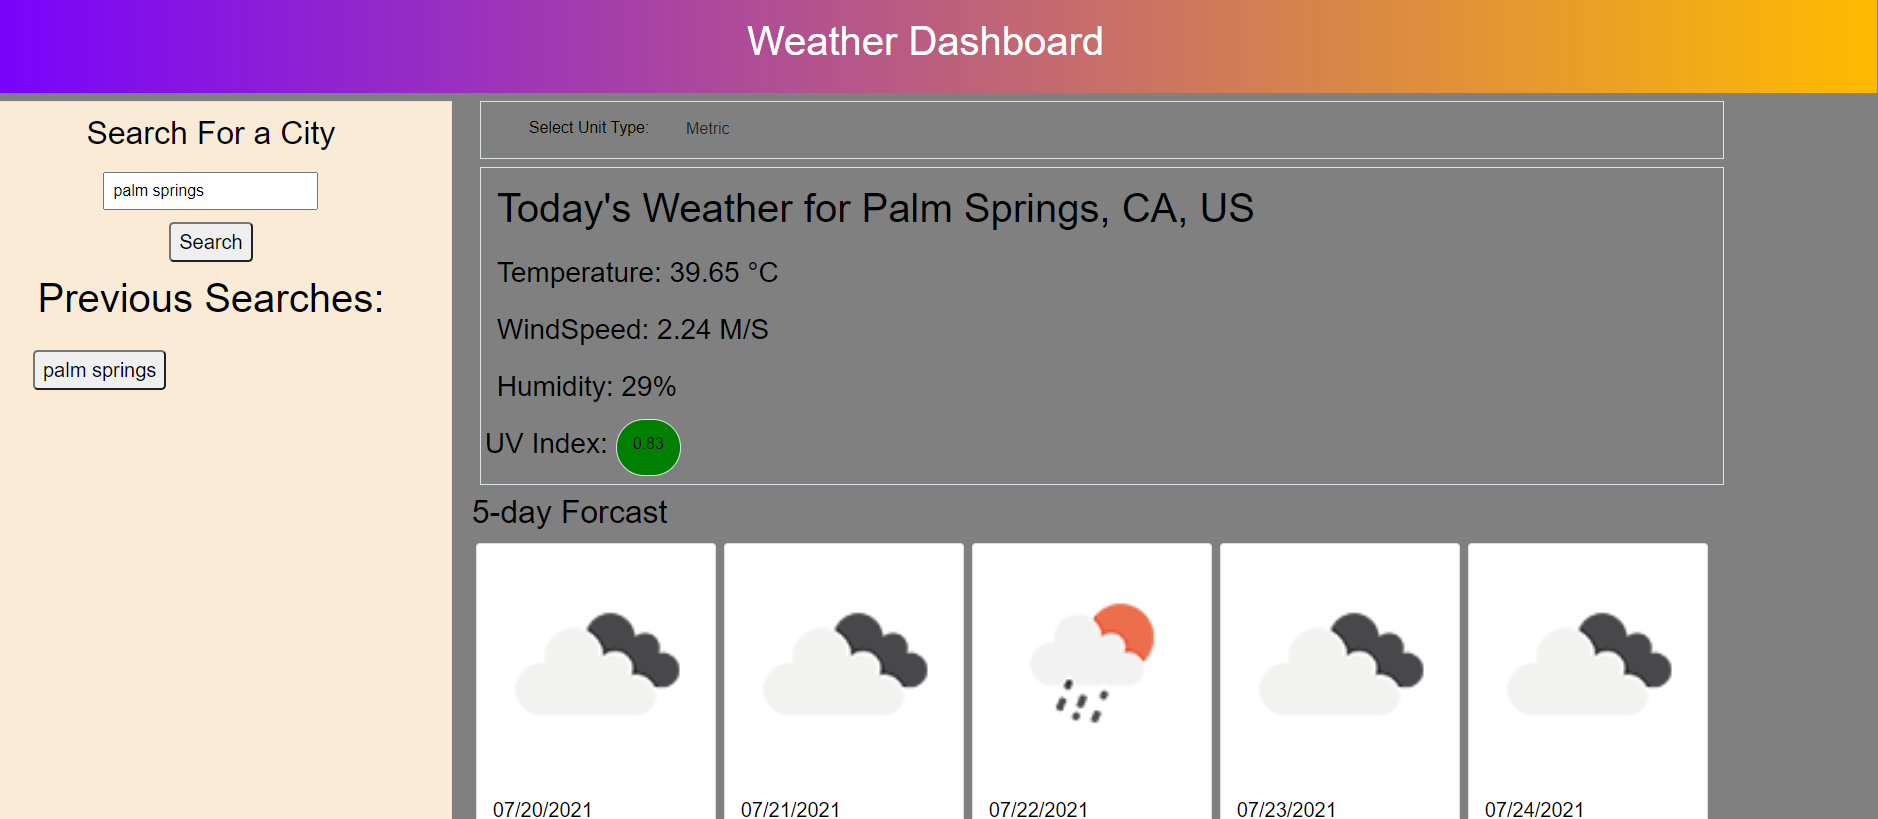 Weather Dashboard
Search For a City
palm springs
Search
Previous Searches:
palm springs
Select Unit Type: Metric
Today's Weather for Palm Springs, CA, US
Temperature: 39.65 °C
WindSpeed: 2.24 M/S
Humidity: 29%
UV Index: 0.83
5-day Forcast
07/20/2021 07/21/2021 07/22/2021 07/23/2021 07/24/2021